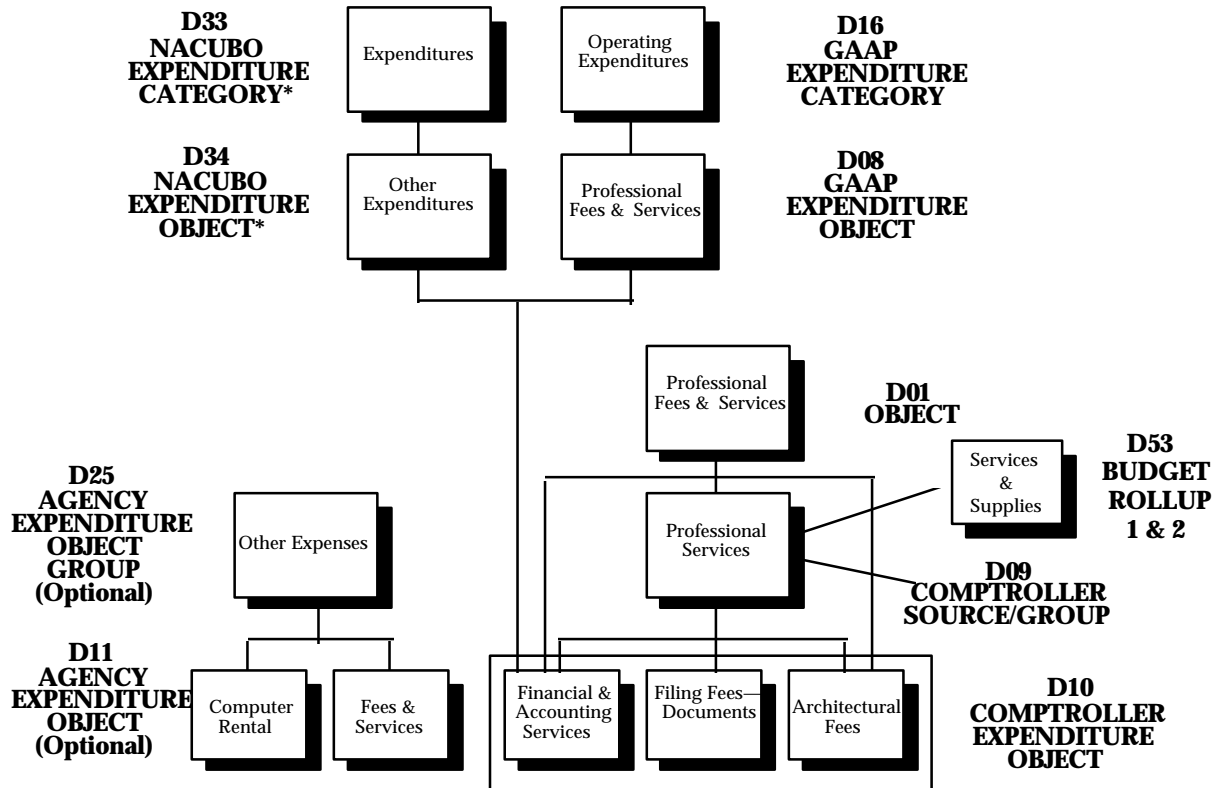 D33
NACUBO
EXPENDITURE
CATEGORY*
Expenditures
Operating
Expenditures
D16
GAAP
EXPENDITURE
CATEGORY
D34
NACUBO
EXPENDITURE
OBJECT*
Other
Expenditures
Professional
Fees & Services
D08
GAAP
EXPENDITURE
OBJECT
Professional
Fees & Services
D01
OBJECT
Services
&
Supplies
D53
BUDGET
ROLLUP
1 & 2
D25
AGENCY
EXPENDITURE
OBJECT
GROUP
(Optional)
Other Expenses
Professional
Services
D09
COMPTROLLER
SOURCE/GROUP
D11
AGENCY
EXPENDITURE
OBJECT
(Optional)
Computer
Rental
Fees &
Services
Financial &
Accounting
Services
Filing Fees—
Documents
Architectural
Fees
D10
COMPTROLLER
EXPENDITURE
OBJECT